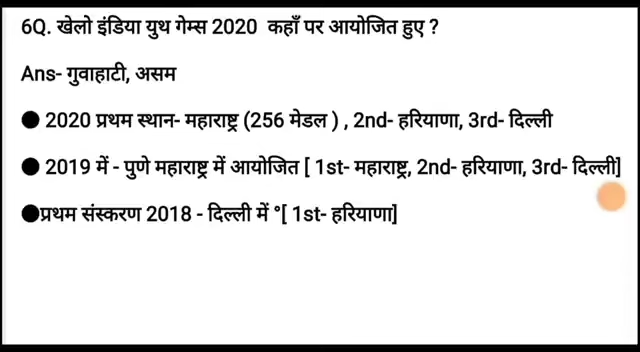 6Q. खेलो इंडिया युथ गेम्स 2020 कहाँ पर आयोजित हुए ?
Ans- गुवाहाटी, असम
● 2020 प्रथम स्थान- महाराष्ट्र (256 मेडल ) , 2nd- हरियाणा, 3rd- दिल्ली
● 2019 में - पुणे महाराष्ट्र में आयोजित [ 1st- महाराष्ट्र, 2nd- हरियाणा, 3rd- दिल्ली]
●प्रथम संस्करण 2018 - दिल्ली में °[ 1st- हरियाणा]